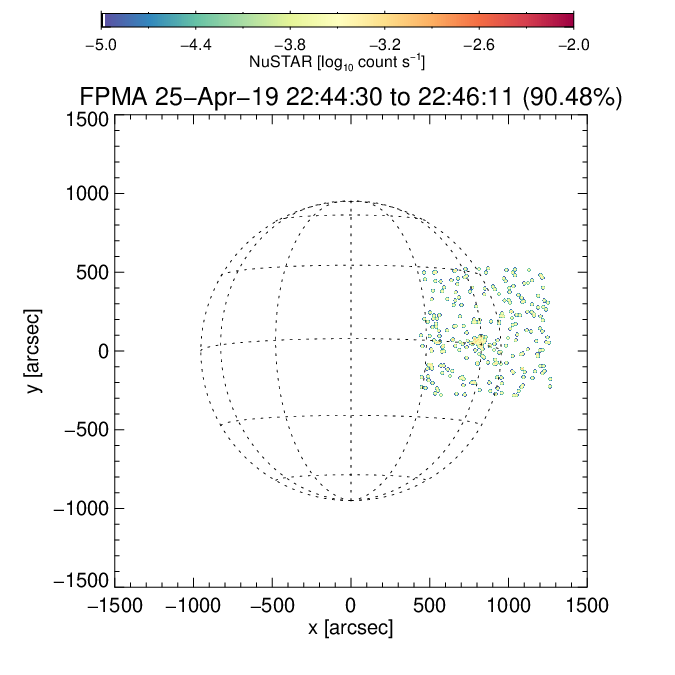 −5.0 −4.4 −3.8 −3.2 −2.6 −2.0
NuSTAR [log10 count s−1]
FPMA 25−Apr−19 22:44:30 to 22:46:11 (90.48%)
1500
1000
500
0
−500
−1000
−1500
y [arcsec]
−1500 −1000 −500 0 500 1000 1500
x [arcsec]